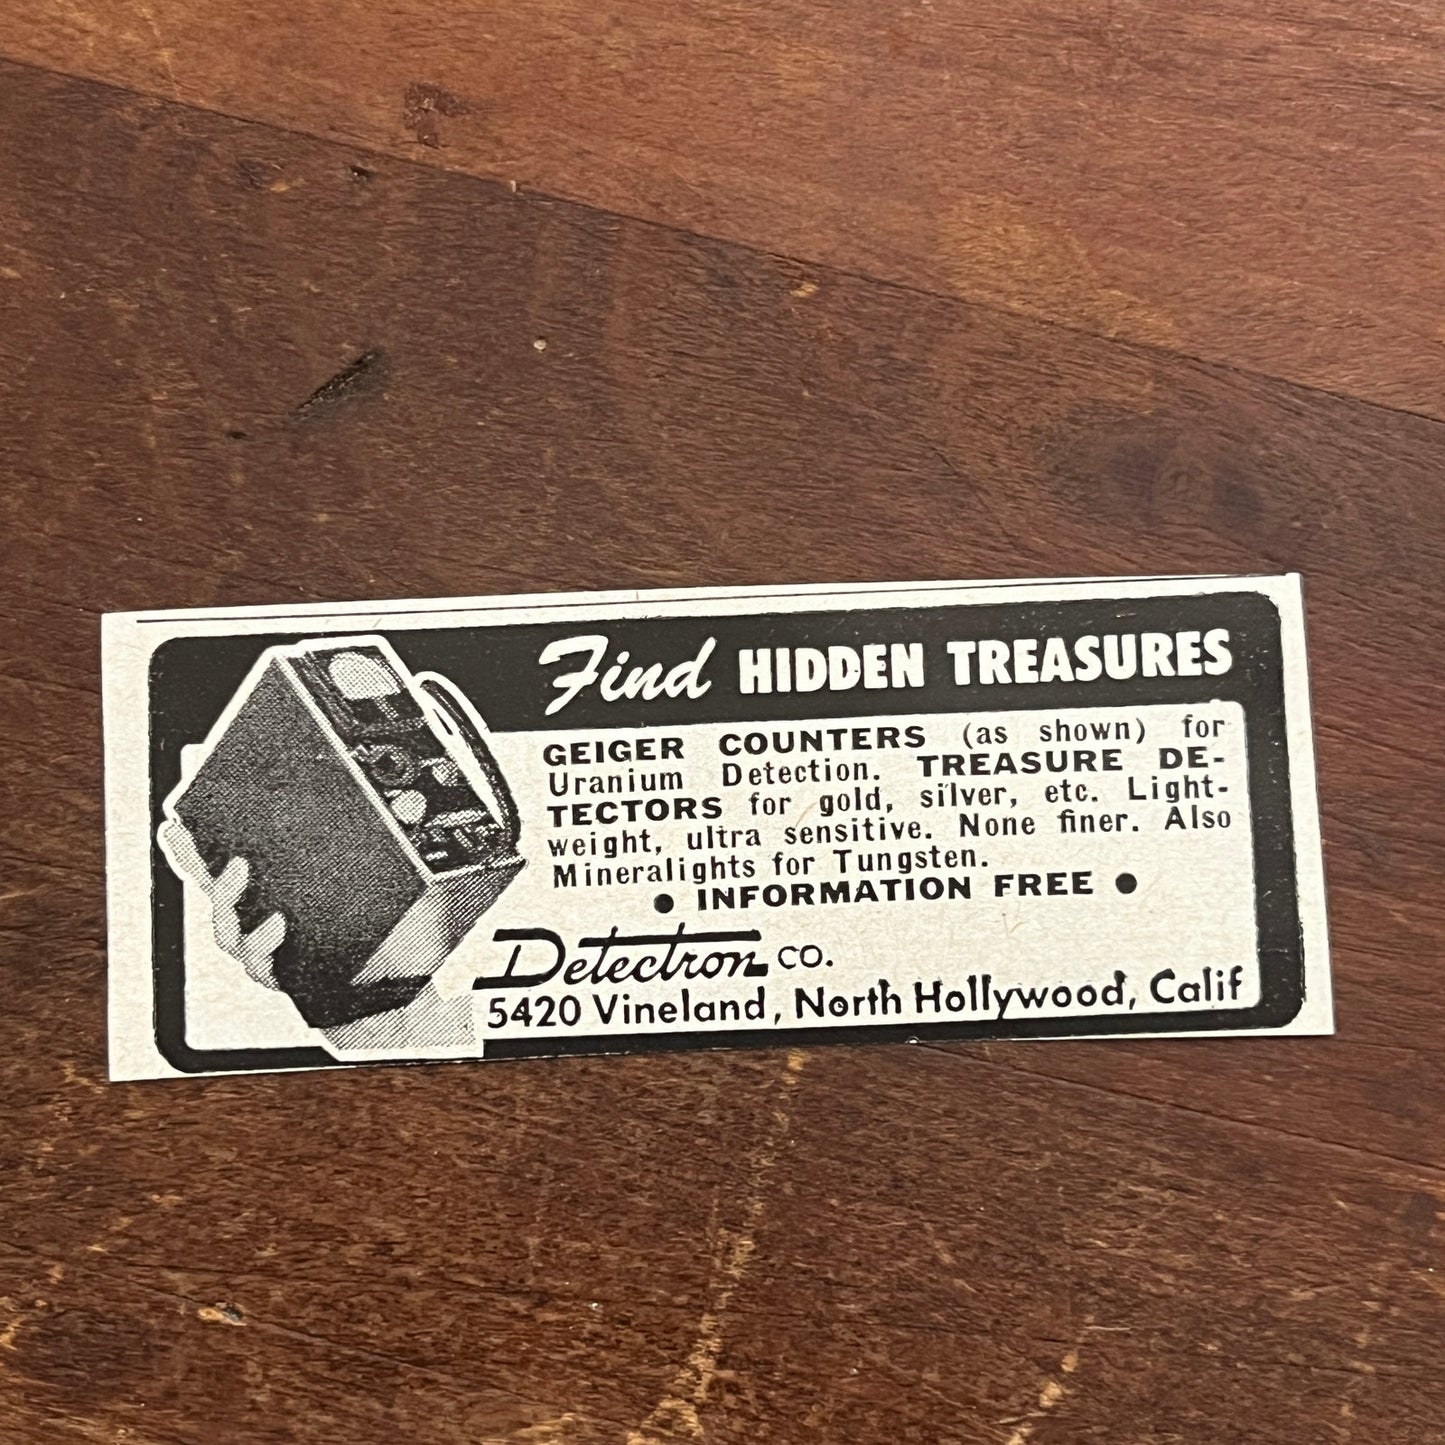 Find HIDDEN TREASURES
GEIGER COUNTERS (as shown) for
Uranium Detection. TREASURE DE-
TECTORS for gold, silver, etc. Light-
weight, ultra sensitive. None finer. Also
Mineralights for Tungsten.
• INFORMATION FREE •
Detectron CO.
5420 Vineland, North Hollywood, Calif